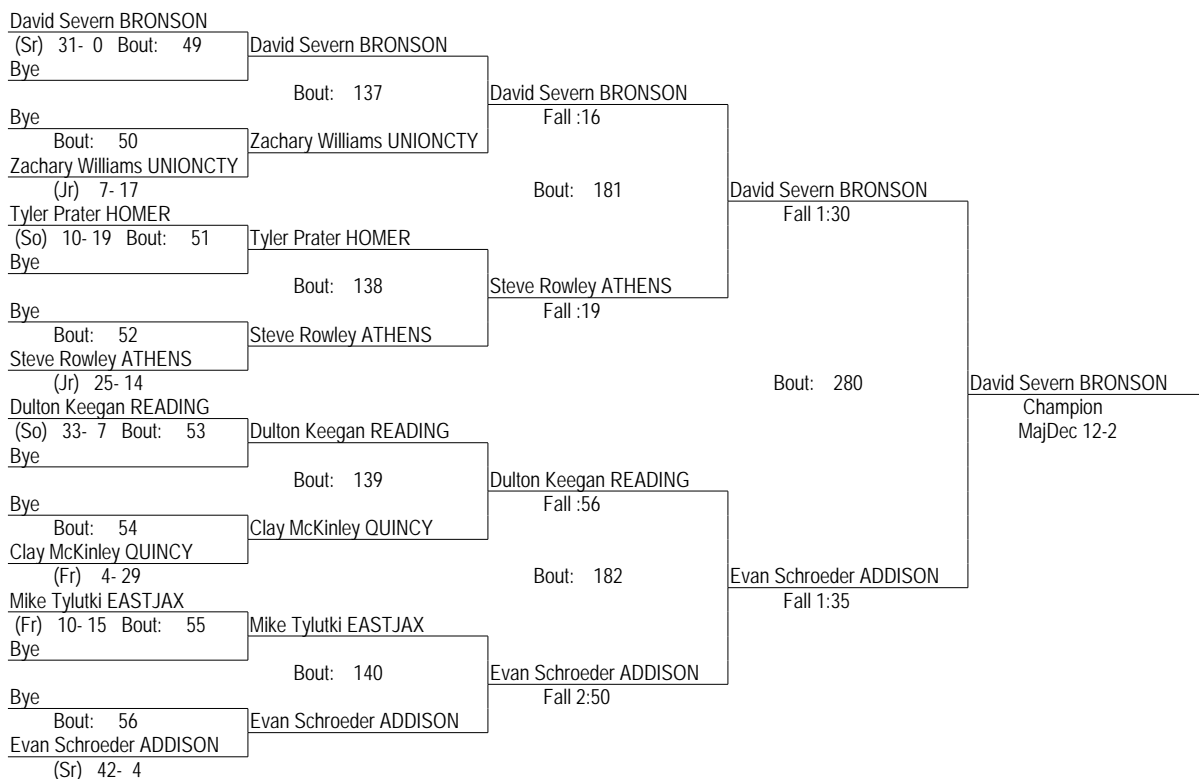 David Severn BRONSON
(Sr) 31- 0 Bout: 49 David Severn BRONSON
Bye
Bout: 137 David Severn BRONSON
Bye Fall :16
Bout: 50 Zachary Williams UNIONCTY
Zachary Williams UNIONCTY
(Jr) 7- 17 Bout: 181 David Severn BRONSON
Tyler Prater HOMER Fall 1:30
(So) 10- 19 Bout: 51 Tyler Prater HOMER
Bye
Bout: 138 Steve Rowley ATHENS
Bye Fall :19
Bout: 52 Steve Rowley ATHENS
Steve Rowley ATHENS
(Jr) 25- 14 Bout: 280 David Severn BRONSON
Dulton Keegan READING Champion
(So) 33- 7 Bout: 53 Dulton Keegan READING MajDec 12-2
Bye
Bout: 139 Dulton Keegan READING
Bye Fall :56
Bout: 54 Clay McKinley QUINCY
Clay McKinley QUINCY
(Fr) 4- 29 Bout: 182 Evan Schroeder ADDISON
Mike Tylutki EASTJAX Fall 1:35
(Fr) 10- 15 Bout: 55 Mike Tylutki EASTJAX
Bye
Bout: 140 Evan Schroeder ADDISON
Bye Fall 2:50
Bout: 56 Evan Schroeder ADDISON
Evan Schroeder ADDISON
(Sr) 42- 4